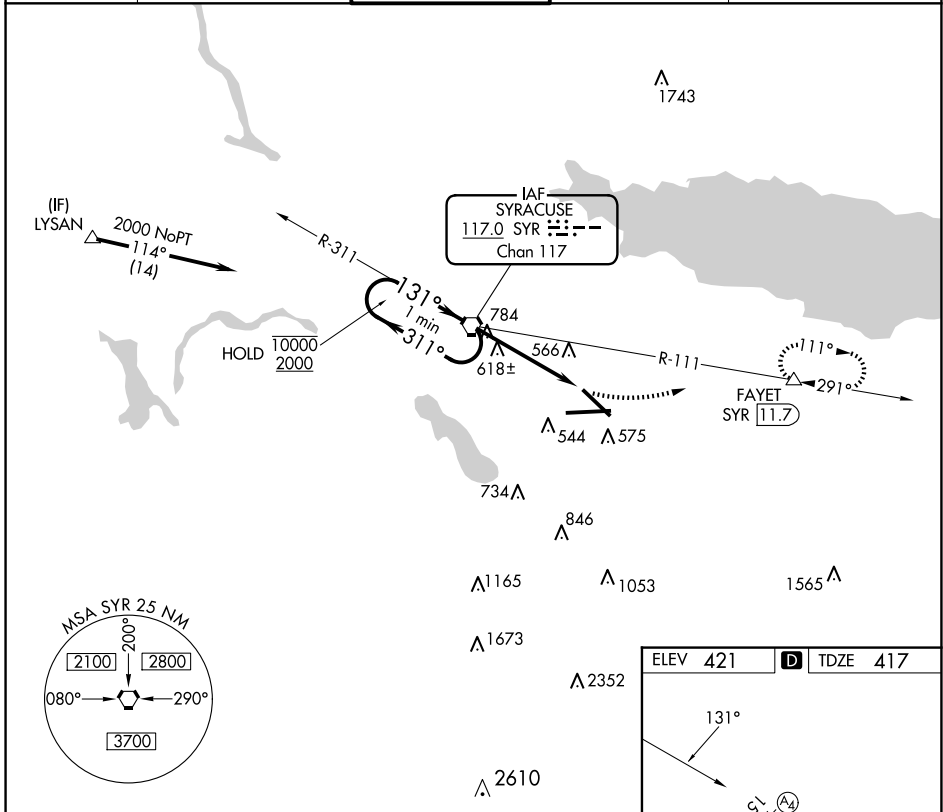 1743
IAF
SYRACUSE
117.0 SYR
Chan 117
(IF)
LYSAN
2000 NoPT
114°
(14)
R-311
131°
1 min
311°
HOLD 10000
2000
784
618±
566
R-111
111°
291°
FAYET
SYR 11.7
544
575
734
846
1165
1053
1565
1673
2352
2610
MSA SYR 25 NM
200°
2100
2800
080°
290°
3700
ELEV 421 D TDZE 417
131°
A4